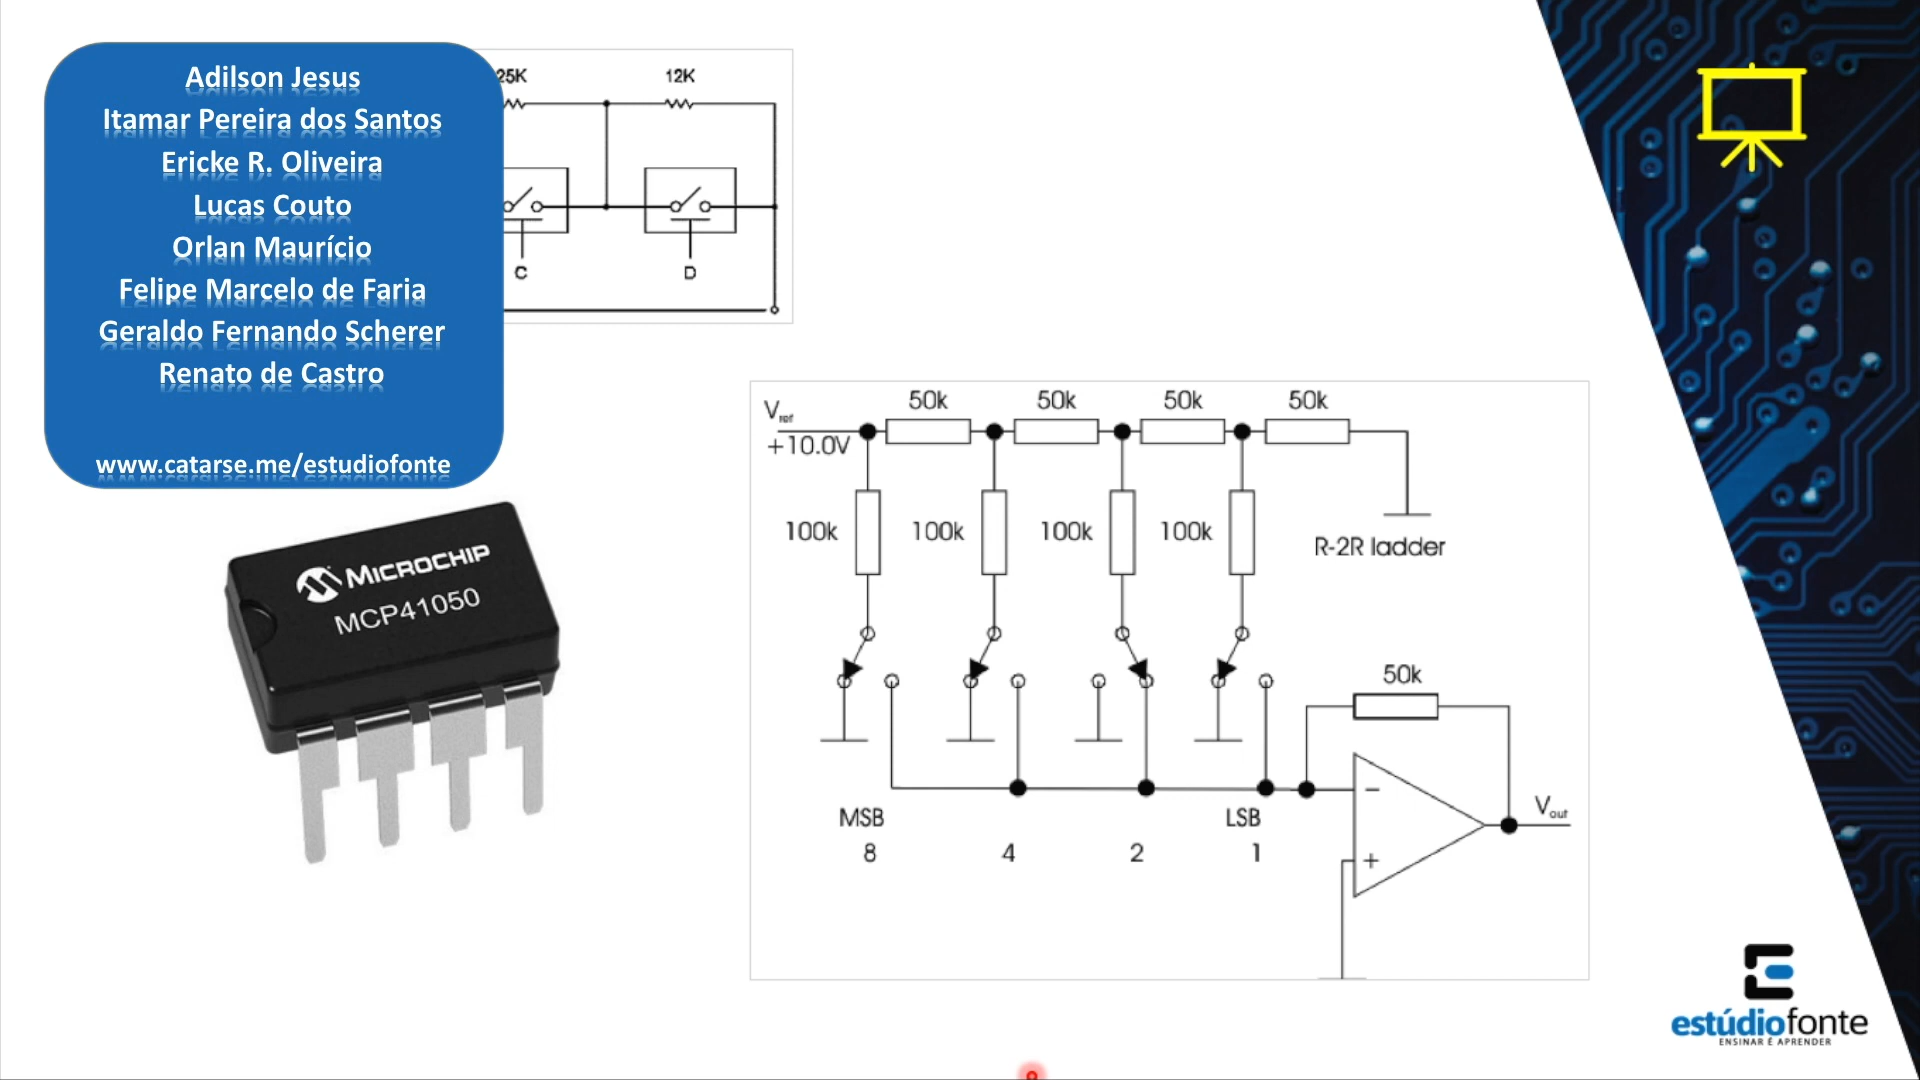 Adilson Jesus
Itamar Pereira dos Santos
Ericke R. Oliveira
Lucas Couto
Orlan Maurício
Felipe Marcelo de Faria
Geraldo Fernando Scherer
Renato de Castro
www.catarse.me/estudiofonte
25K
12K
C
D
MICROCHIP
MCP41050
Vref
+10.0V
50k
50k
50k
50k
100k
100k
100k
100k
R-2R ladder
50k
−
+
Vout
MSB
LSB
8
4
2
1
estúdiofonte
ENSINAR É APRENDER